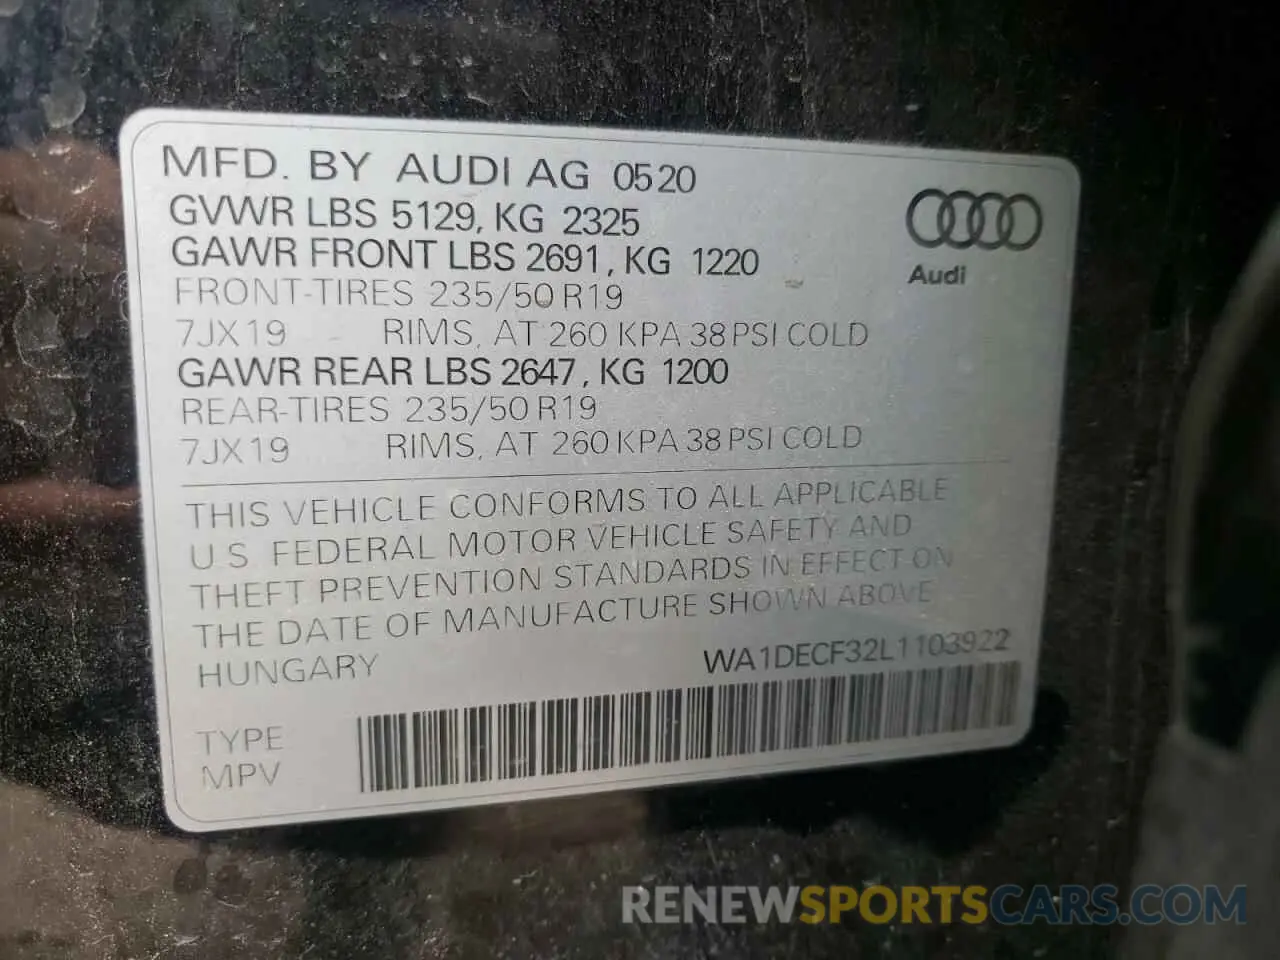 MFD. BY AUDI AG 0520
GVWR LBS 5129, KG 2325
GAWR FRONT LBS 2691, KG 1220
FRONT-TIRES 235/50 R19
7JX19 RIMS, AT 260 KPA 38 PSI COLD
GAWR REAR LBS 2647, KG 1200
REAR-TIRES 235/50 R19
7JX19 RIMS, AT 260 KPA 38 PSI COLD
Audi
THIS VEHICLE CONFORMS TO ALL APPLICABLE
U.S. FEDERAL MOTOR VEHICLE SAFETY AND
THEFT PREVENTION STANDARDS IN EFFECT ON
THE DATE OF MANUFACTURE SHOWN ABOVE
HUNGARY
WA1DECF32L1103922
TYPE
MPV
RENEWSPORTSCARS.COM